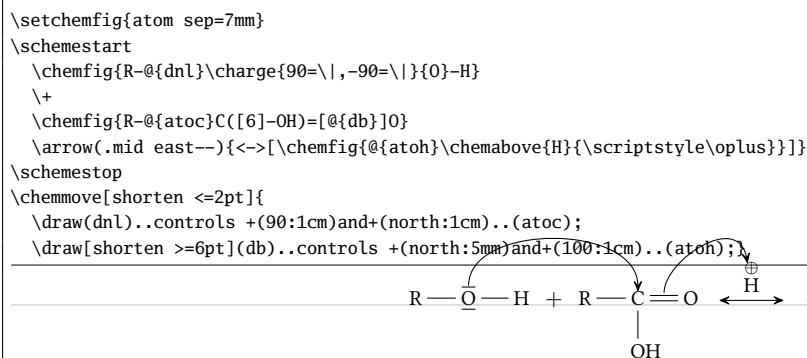 \setchemfig{atom sep=7mm}
\schemestart
\chemfig{R-@{dnl}\charge{90=\|,-90=\|}{O}-H}
\+
\chemfig{R-@{atoc}C([6]-OH)=[@{db}]O}
\arrow(.mid east--){<->[\chemfig{@{atoh}\chemabove{H}{\scriptstyle\oplus}}]}
\schemestop
\chemmove[shorten <=2pt]{
\draw(dnl)..controls +(90:1cm)and+(north:1cm)..(atoc);
\draw[shorten >=6pt](db)..controls +(north:5mm)and+(100:1cm)..(atoh);}
⊕
R O H + R C O H
OH